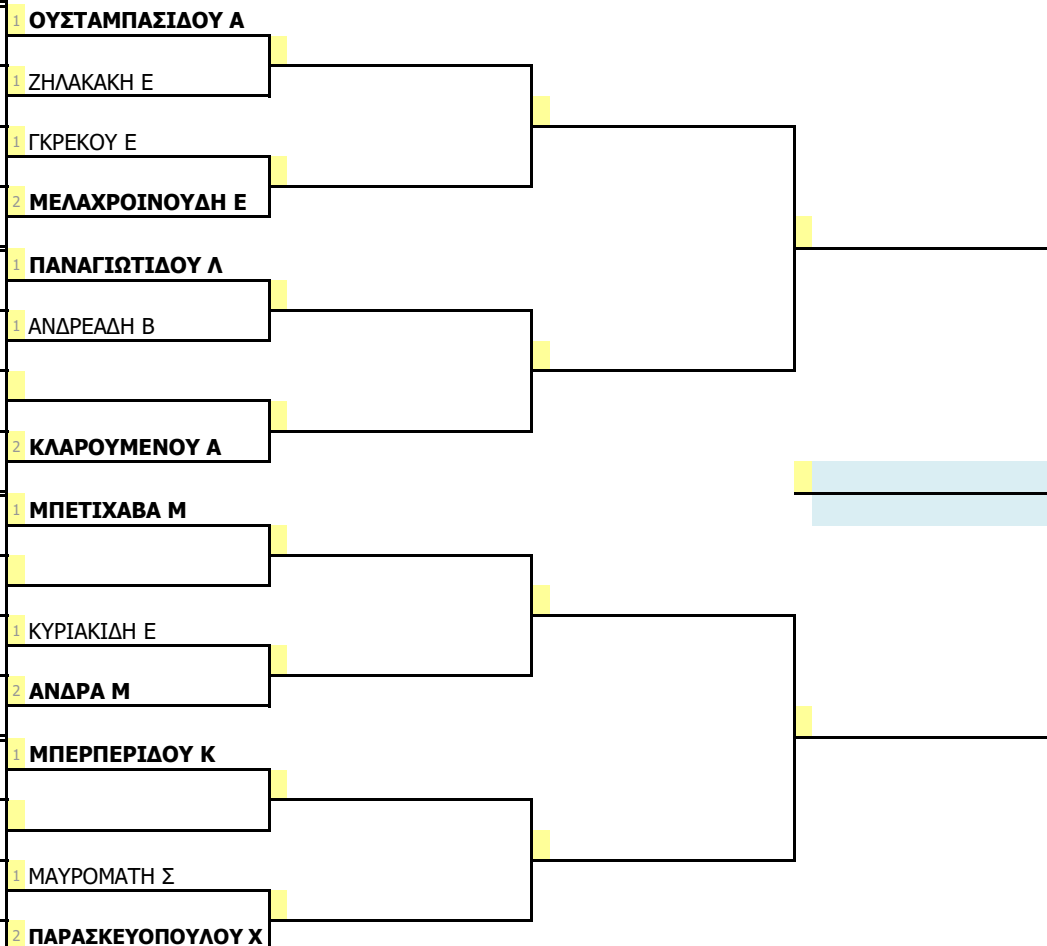 1 ΟΥΣΤΑΜΠΑΣΙΔΟΥ Α
1 ΖΗΛΑΚΑΚΗ Ε
1 ΓΚΡΕΚΟΥ Ε
2 ΜΕΛΑΧΡΟΙΝΟΥΔΗ Ε
1 ΠΑΝΑΓΙΩΤΙΔΟΥ Λ
1 ΑΝΔΡΕΑΔΗ Β
2 ΚΛΑΡΟΥΜΕΝΟΥ Α
1 ΜΠΕΤΙΧΑΒΑ Μ
1 ΚΥΡΙΑΚΙΔΗ Ε
2 ΑΝΔΡΑ Μ
1 ΜΠΕΡΠΕΡΙΔΟΥ Κ
1 ΜΑΥΡΟΜΑΤΗ Σ
2 ΠΑΡΑΣΚΕΥΟΠΟΥΛΟΥ Χ